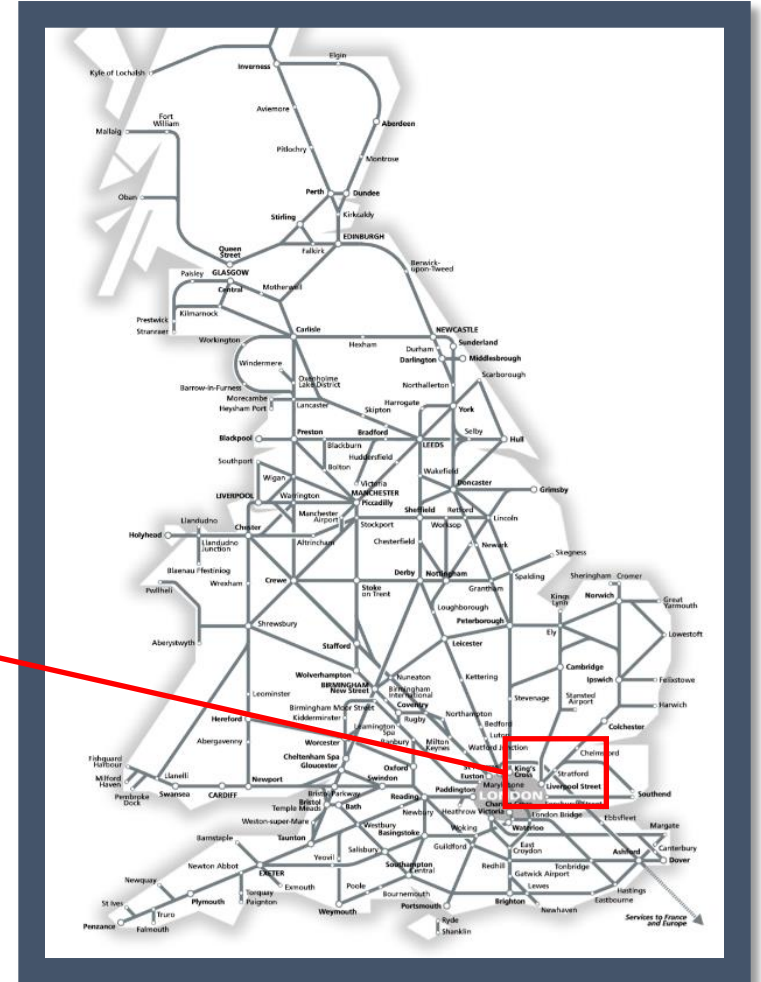 Elgin
Inverness
Kyle of Lochalsh
Aviemore
Fort
William
Aberdeen
Mallaig
Pitlochry
Montrose
Perth
Dundee
Oban
Stirling
Kirkcaldy
EDINBURGH
Queen
Street
Falkirk
Berwick-
upon-Tweed
Paisley
GLASGOW
Central
Motherwell
Prestwick
Kilmarnock
Stranraer
Carlisle
NEWCASTLE
Workington
Hexham
Durham
Sunderland
Darlington
Middlesbrough
Windermere
Scarborough
Oxenholme
Lake District
Barrow-in-Furness
Northallerton
Morecambe
Lancaster
Harrogate
York
Heysham Port
Skipton
Blackpool
Preston
Bradford
Selby
Hull
Blackburn
LEEDS
Huddersfield
Southport
Bolton
Wakefield
Wigan
Victoria
Doncaster
LIVERPOOL
Warrington
MANCHESTER
Piccadilly
Grimsby
Sheffield
Retford
Llandudno
Manchester
Airport
Lincoln
Holyhead
Chester
Stockport
Worksop
Llandudno
Junction
Altrincham
Chesterfield
Newark
Skegness
Blaenau Ffestiniog
Derby
Nottingham
Spalding
Sheringham
Cromer
Pwllheli
Wrexham
Crewe
Stoke
on Trent
Grantham
Kings
Lynn
Norwich
Great
Yarmouth
Loughborough
Shrewsbury
Peterborough
Ely
Lowestoft
Aberystwyth
Stafford
Leicester
Wolverhampton
Cambridge
BIRMINGHAM
New Street
Nuneaton
Kettering
Ipswich
Felixstowe
Birmingham
International
Leominster
Stevenage
Stansted
Airport
Birmingham Moor Street
Coventry
Harwich
Hereford
Kidderminster
Rugby
Northampton
Leamington
Spa
Bedford
Colchester
Abergavenny
Worcester
Banbury
Milton
Keynes
Luton
Watford Junction
Chelmsford
Cheltenham Spa
Fishguard
Harbour
Gloucester
Oxford
King's
Cross
Stratford
Milford
Haven
Llanelli
Newport
Swindon
Euston
Marylebone
Liverpool Street
Pembroke
Dock
Swansea
CARDIFF
Bristol Parkway
Reading
Paddington
LONDON
Southend
Bristol
Temple Meads
Bath
Newbury
Heathrow
Victoria
London Bridge
Ebbsfleet
Weston-super-Mare
Westbury
Waterloo
Margate
Barnstaple
Taunton
Basingstoke
Woking
East
Croydon
Canterbury
Salisbury
Guildford
Ashford
Dover
Newton Abbot
Yeovil
Southampton
Central
Redhill
Tonbridge
Gatwick Airport
Newquay
EXETER
Exmouth
Poole
Lewes
Hastings
St Ives
Plymouth
Torquay
Paignton
Bournemouth
Eastbourne
Truro
Weymouth
Portsmouth
Brighton
Newhaven
Penzance
Falmouth
Ryde
Shanklin
Services to France
and Europe